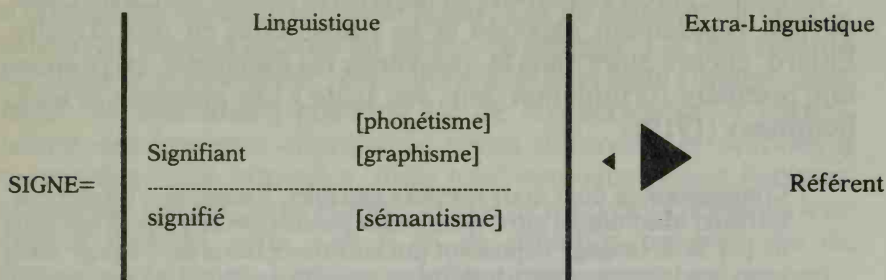 Linguistique Extra-Linguistique
[phonétisme]
Signifiant [graphisme]
SIGNE= Référent
signifié [sémantisme]